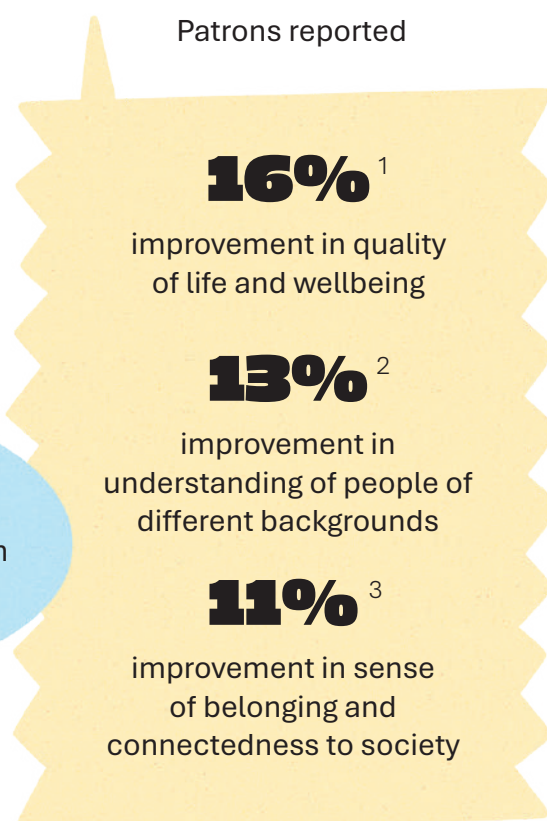 Patrons reported
16% 1
improvement in quality
of life and wellbeing
13% 2
improvement in
understanding of people of
different backgrounds
11% 3
improvement in sense
of belonging and
connectedness to society